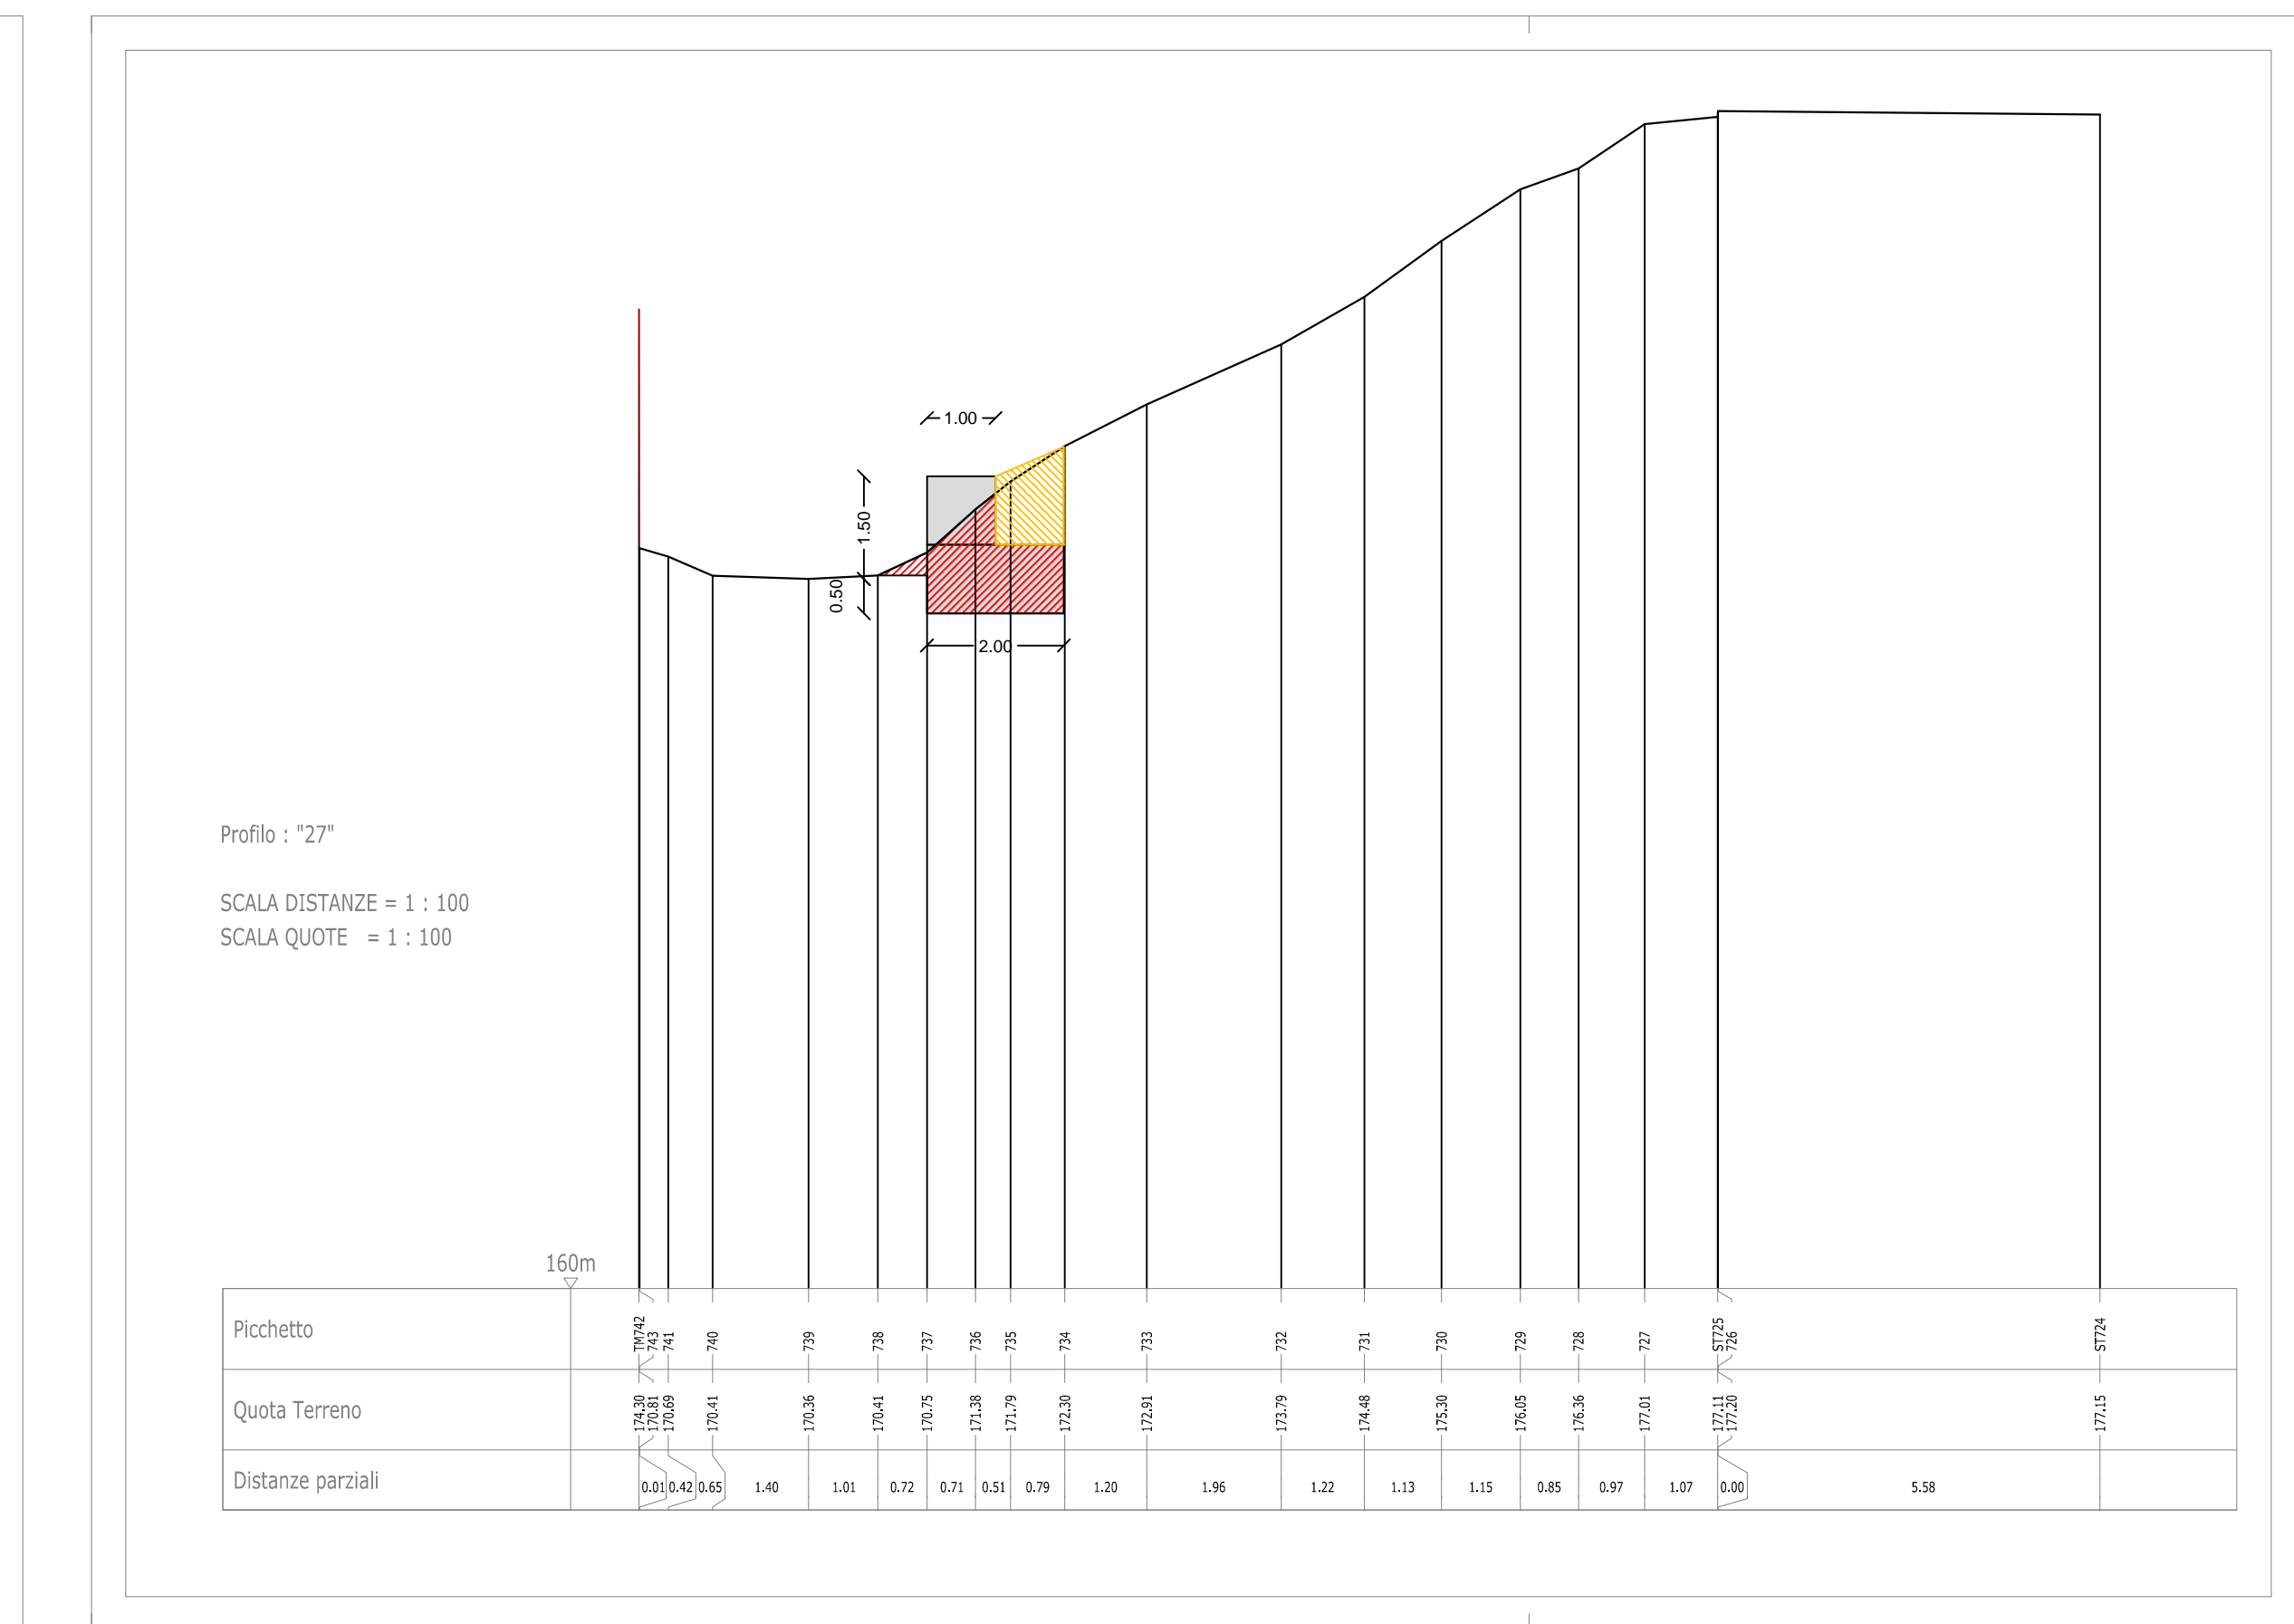 1.00
1.50
0.50
2.00
Profilo : "27"
SCALA DISTANZE = 1 : 100
SCALA QUOTE = 1 : 100
160m
Picchetto TM742 743 741 740 739 738 737 736 735 734 733 732 731 730 729 728 727 ST725 726 ST724
Quota Terreno 174.30 170.81 170.69 170.41 170.36 170.41 170.75 171.38 171.79 172.30 172.91 173.79 174.48 175.30 176.05 176.36 177.01 177.11 177.20 177.15
Distanze parziali 0.01 0.42 0.65 1.40 1.01 0.72 0.71 0.51 0.79 1.20 1.96 1.22 1.13 1.15 0.85 0.97 1.07 0.00 5.58